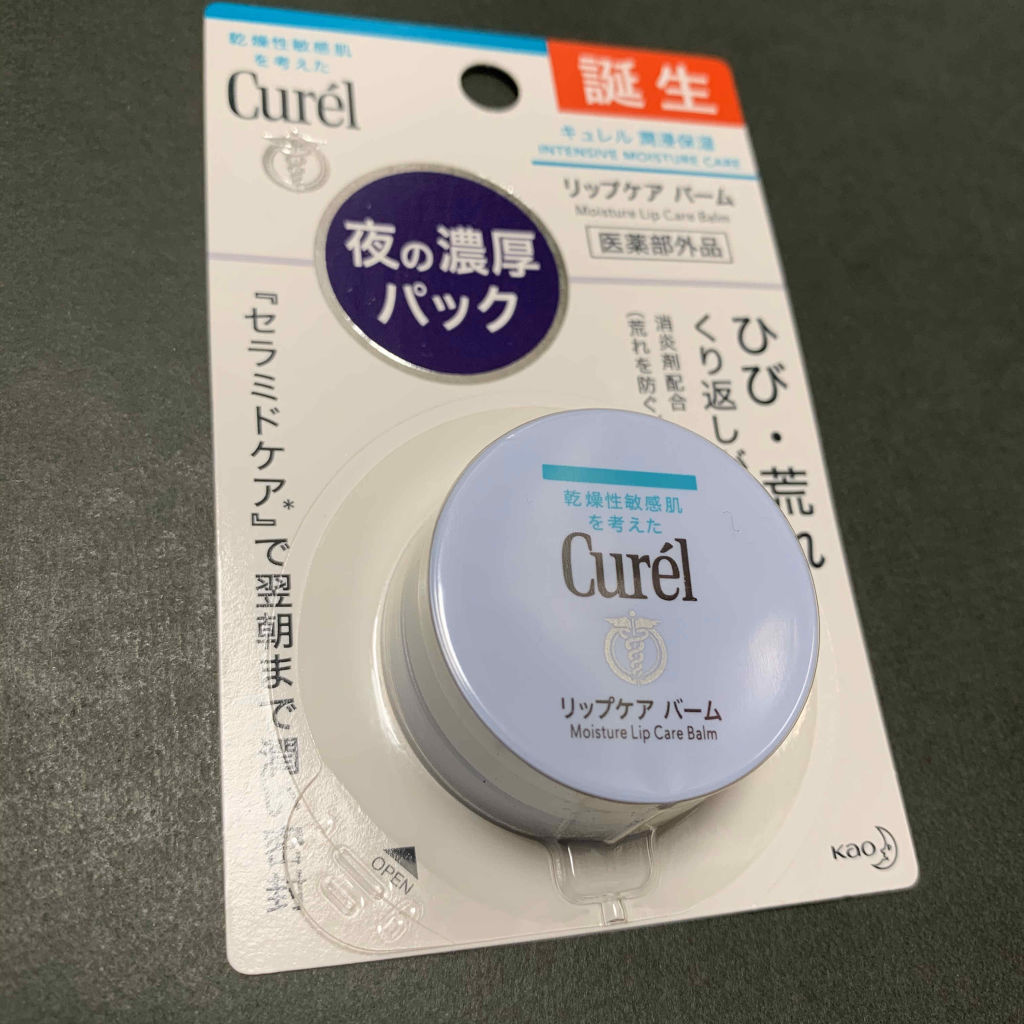 乾燥性敏感肌
を考えた
Curél
誕生
キュレル 潤浸保湿
INTENSIVE MOISTURE CARE
リップケア バーム
Moisture Lip Care Balm
医薬部外品
夜の濃厚
パック
ひび・荒れ
くり返しが
消炎剤配合
(荒れを防ぐ
『セラミドケア』*で翌朝まで潤い密封
乾燥性敏感肌
を考えた
Curél
リップケア バーム
Moisture Lip Care Balm
OPEN
Kao